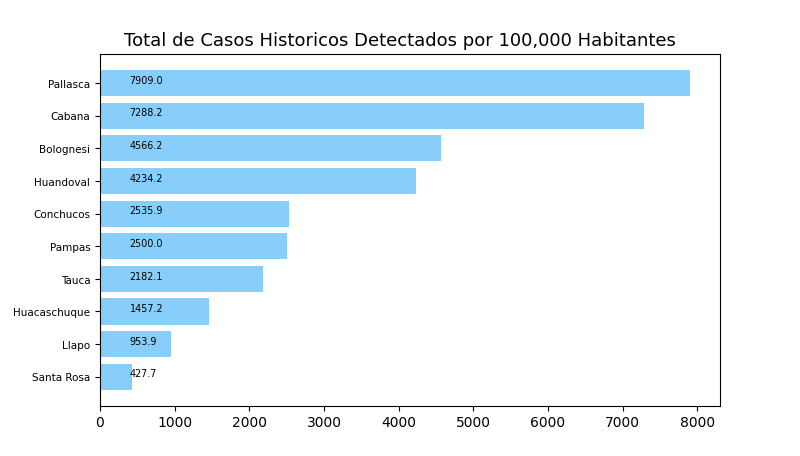 Total de Casos Historicos Detectados por 100,000 Habitantes
Pallasca 7909.0
Cabana 7288.2
Bolognesi 4566.2
Huandoval 4234.2
Conchucos 2535.9
Pampas 2500.0
Tauca 2182.1
Huacaschuque 1457.2
Llapo 953.9
Santa Rosa 427.7
0 1000 2000 3000 4000 5000 6000 7000 8000